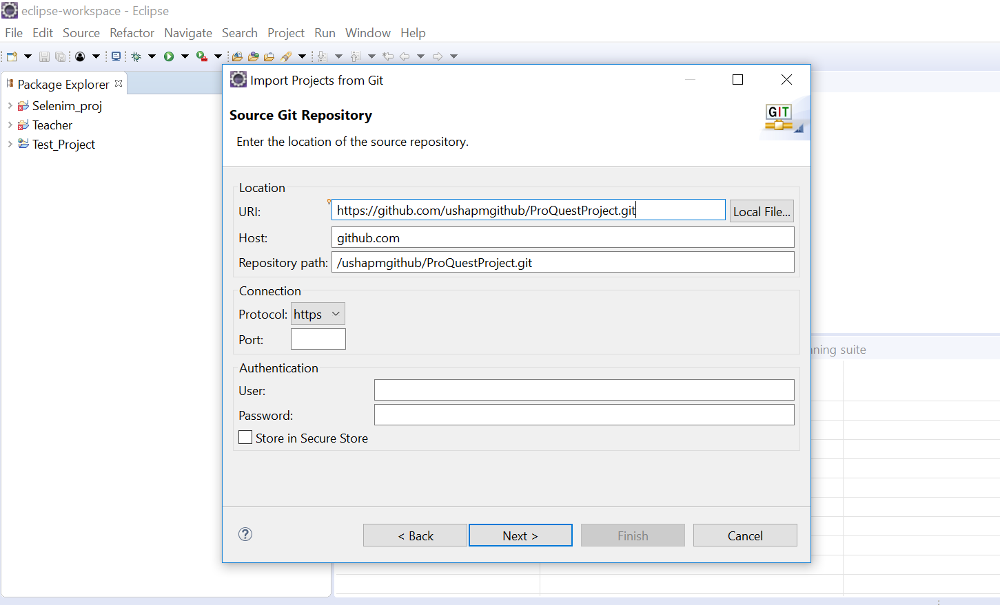 eclipse-workspace - Eclipse
File Edit Source Refactor Navigate Search Project Run Window Help
Package Explorer
Selenim_proj
Teacher
Test_Project
Import Projects from Git
Source Git Repository
Enter the location of the source repository.
GIT
Location
URI: https://github.com/ushapmgithub/ProQuestProject.git Local File...
Host: github.com
Repository path: /ushapmgithub/ProQuestProject.git
Connection
Protocol: https
Port:
Authentication
User:
Password:
Store in Secure Store
suite
? < Back Next > Finish Cancel